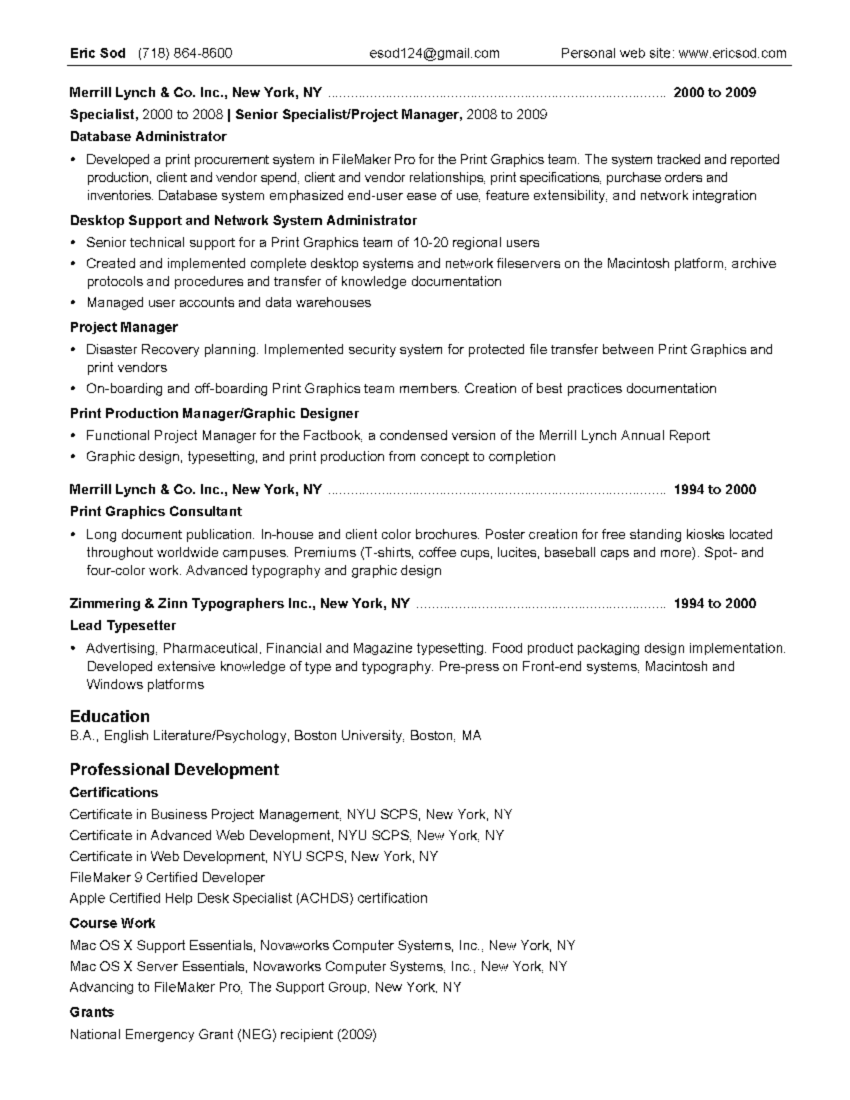 Eric Sod (718) 864-8600 esod124@gmail.com Personal web site: www.ericsod.com
Merrill Lynch & Co. Inc., New York, NY ........................................................................................ 2000 to 2009
Specialist, 2000 to 2008 | Senior Specialist/Project Manager, 2008 to 2009
Database Administrator
• Developed a print procurement system in FileMaker Pro for the Print Graphics team. The system tracked and reported
production, client and vendor spend, client and vendor relationships, print specifications, purchase orders and
inventories. Database system emphasized end-user ease of use, feature extensibility, and network integration
Desktop Support and Network System Administrator
• Senior technical support for a Print Graphics team of 10-20 regional users
• Created and implemented complete desktop systems and network fileservers on the Macintosh platform, archive
protocols and procedures and transfer of knowledge documentation
• Managed user accounts and data warehouses
Project Manager
• Disaster Recovery planning. Implemented security system for protected file transfer between Print Graphics and
print vendors
• On-boarding and off-boarding Print Graphics team members. Creation of best practices documentation
Print Production Manager/Graphic Designer
• Functional Project Manager for the Factbook, a condensed version of the Merrill Lynch Annual Report
• Graphic design, typesetting, and print production from concept to completion
Merrill Lynch & Co. Inc., New York, NY ........................................................................................ 1994 to 2000
Print Graphics Consultant
• Long document publication. In-house and client color brochures. Poster creation for free standing kiosks located
throughout worldwide campuses. Premiums (T-shirts, coffee cups, lucites, baseball caps and more). Spot- and
four-color work. Advanced typography and graphic design
Zimmering & Zinn Typographers Inc., New York, NY ................................................................. 1994 to 2000
Lead Typesetter
• Advertising, Pharmaceutical, Financial and Magazine typesetting. Food product packaging design implementation.
Developed extensive knowledge of type and typography. Pre-press on Front-end systems, Macintosh and
Windows platforms
Education
B.A., English Literature/Psychology, Boston University, Boston, MA
Professional Development
Certifications
Certificate in Business Project Management, NYU SCPS, New York, NY
Certificate in Advanced Web Development, NYU SCPS, New York, NY
Certificate in Web Development, NYU SCPS, New York, NY
FileMaker 9 Certified Developer
Apple Certified Help Desk Specialist (ACHDS) certification
Course Work
Mac OS X Support Essentials, Novaworks Computer Systems, Inc., New York, NY
Mac OS X Server Essentials, Novaworks Computer Systems, Inc., New York, NY
Advancing to FileMaker Pro, The Support Group, New York, NY
Grants
National Emergency Grant (NEG) recipient (2009)